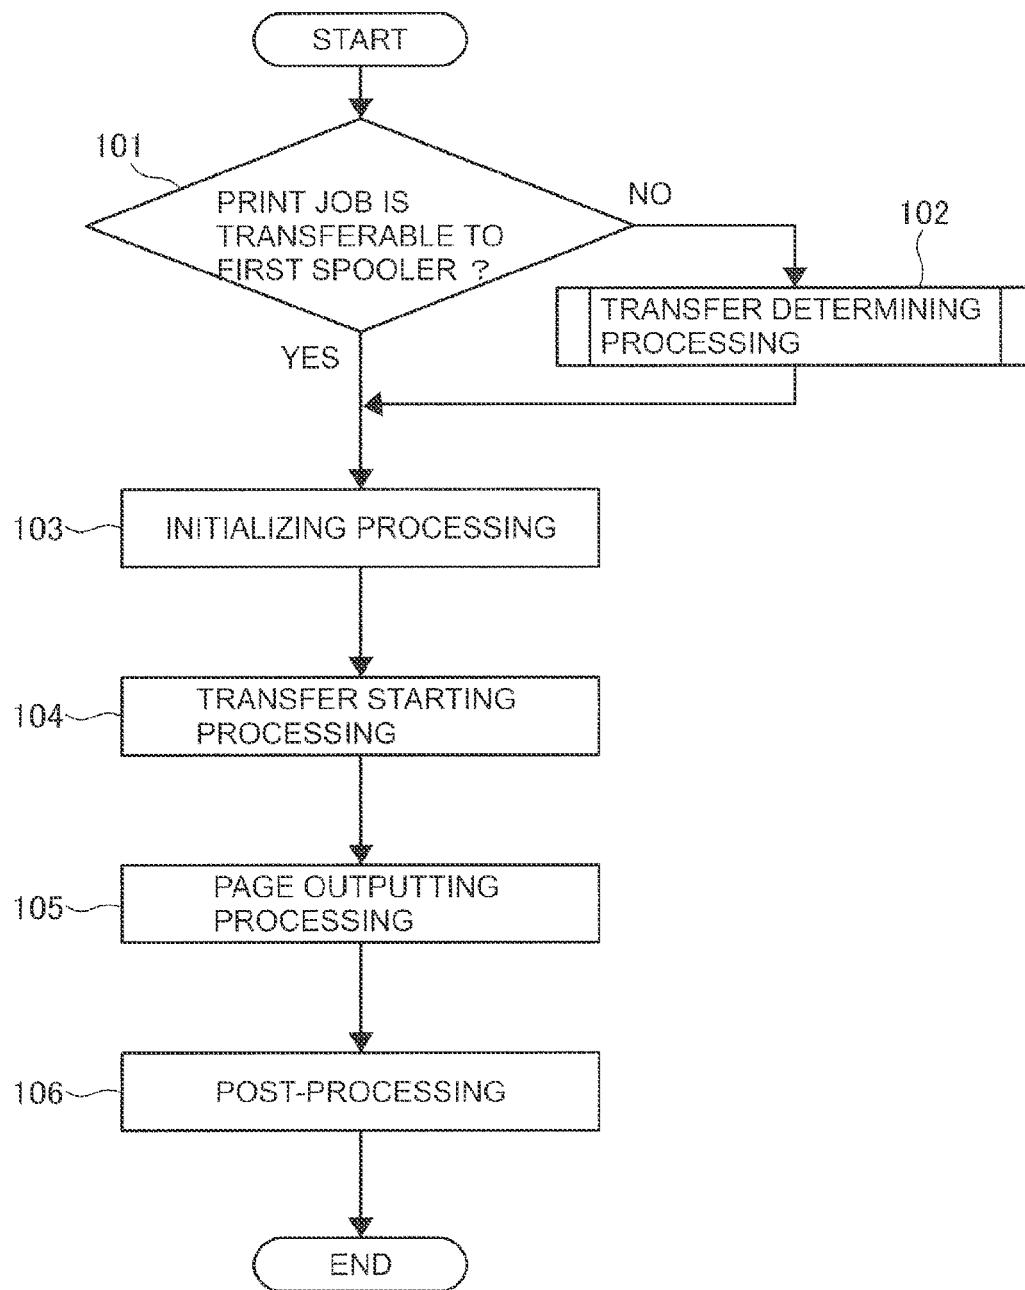 START
101
PRINT JOB IS
TRANSFERABLE TO
FIRST SPOOLER ?
NO
102
TRANSFER DETERMINING
PROCESSING
YES
103
INITIALIZING PROCESSING
104
TRANSFER STARTING
PROCESSING
105
PAGE OUTPUTTING
PROCESSING
106
POST-PROCESSING
END